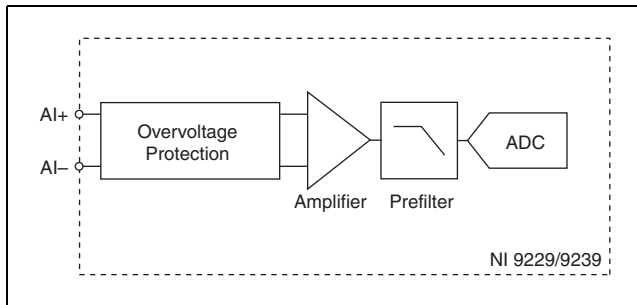 AI+
AI–
Overvoltage
Protection
Amplifier
Prefilter
ADC
NI 9229/9239